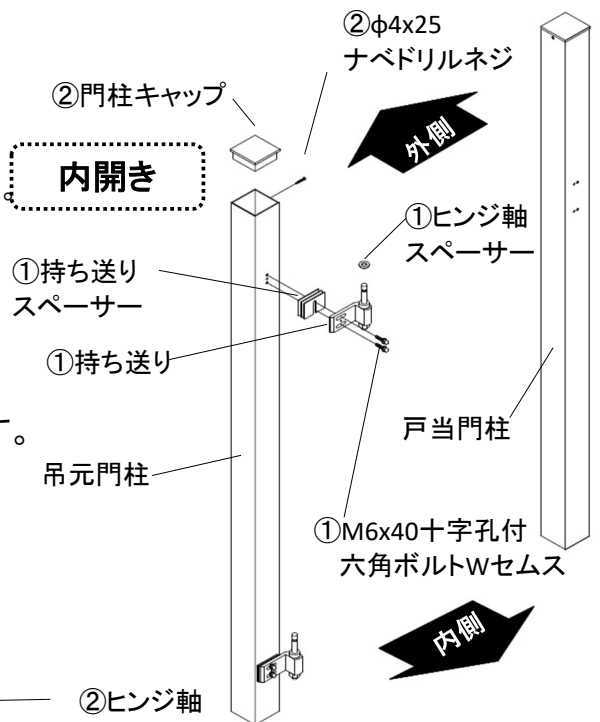 ②φ4x25
ナベドリルネジ
②門柱キャップ
外側
内開き
。
①ヒンジ軸
スペーサー
①持ち送り
スペーサー
①持ち送り
。
戸当門柱
吊元門柱
①M6x40十字孔付
六角ボルトWセムス
内側
②ヒンジ軸